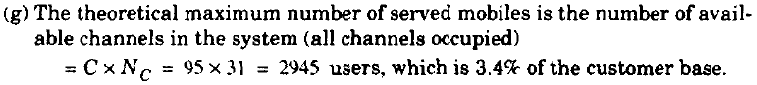 (g) The theoretical maximum number of served mobiles is the number of avail-
able channels in the system (all channels occupied)
= C × N_C = 95 × 31 = 2945 users, which is 3.4% of the customer base.